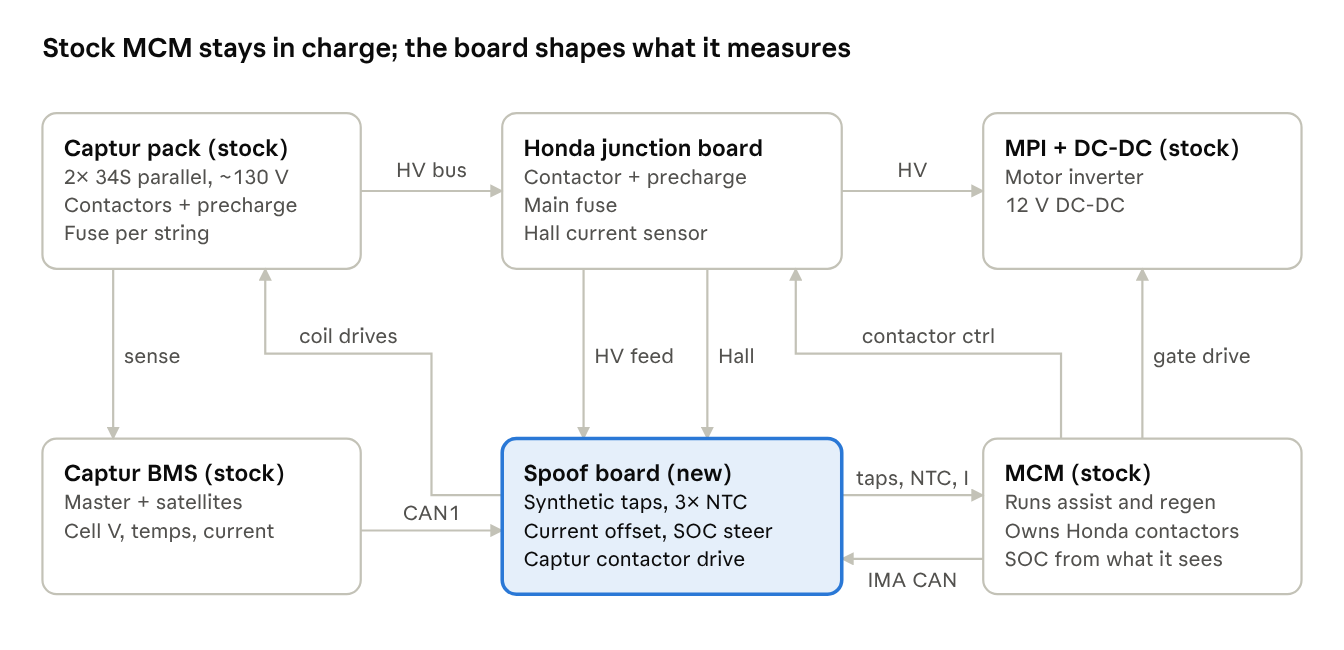 Stock MCM stays in charge; the board shapes what it measures
Captur pack (stock)
2× 34S parallel, ~130 V
Contactors + precharge
Fuse per string
HV bus
Honda junction board
Contactor + precharge
Main fuse
Hall current sensor
HV
MPI + DC-DC (stock)
Motor inverter
12 V DC-DC
sense
coil drives
HV feed
Hall
contactor ctrl
gate drive
Captur BMS (stock)
Master + satellites
Cell V, temps, current
CAN1
Spoof board (new)
Synthetic taps, 3× NTC
Current offset, SOC steer
Captur contactor drive
taps, NTC, I
IMA CAN
MCM (stock)
Runs assist and regen
Owns Honda contactors
SOC from what it sees